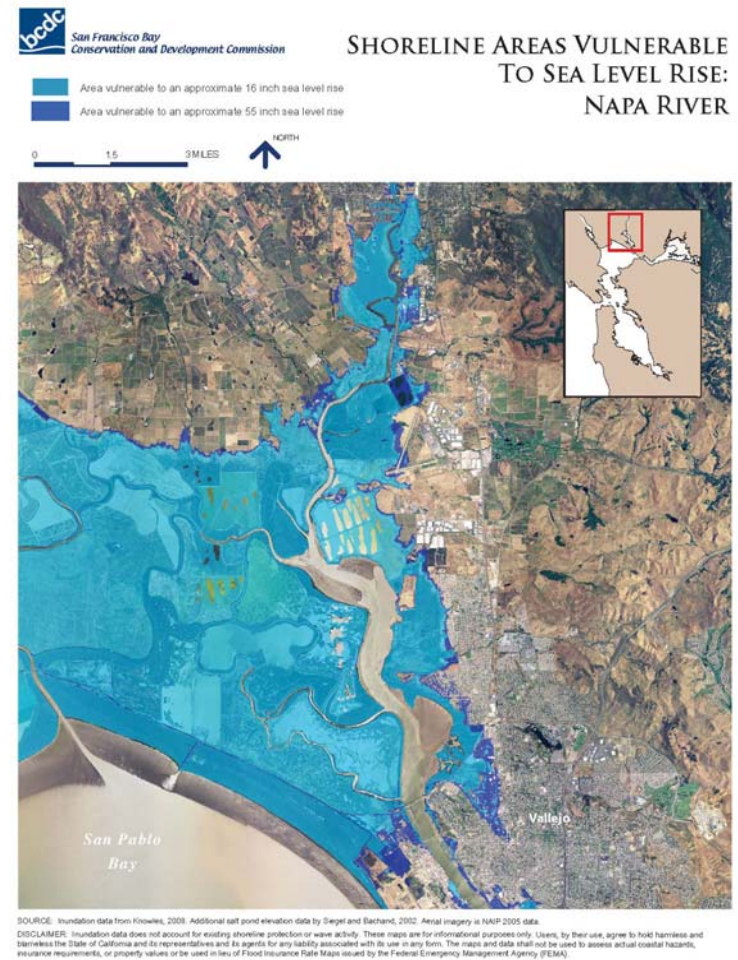 bcdc
San Francisco Bay
Conservation and Development Commission
SHORELINE AREAS VULNERABLE
TO SEA LEVEL RISE:
NAPA RIVER
Area vulnerable to an approximate 16 inch sea level rise
Area vulnerable to an approximate 55 inch sea level rise
NORTH
0 1.5 3 MILES
Vallejo
San Pablo
Bay
SOURCE: Inundation data from Knowles, 2008. Additional salt pond elevation data by Siegel and Bachand, 2002. Aerial imagery is NAIP 2005 data.
DISCLAIMER: Inundation data does not account for existing shoreline protection or wave activity. These maps are for informational purposes only. Users, by their use, agree to hold harmless and
blameless the State of California and its representatives and its agents for any liability associated with its use in any form. The maps and data shall not be used to assess actual coastal hazards,
insurance requirements, or property values or be used in lieu of Flood Insurance Rate Maps issued by the Federal Emergency Management Agency (FEMA).